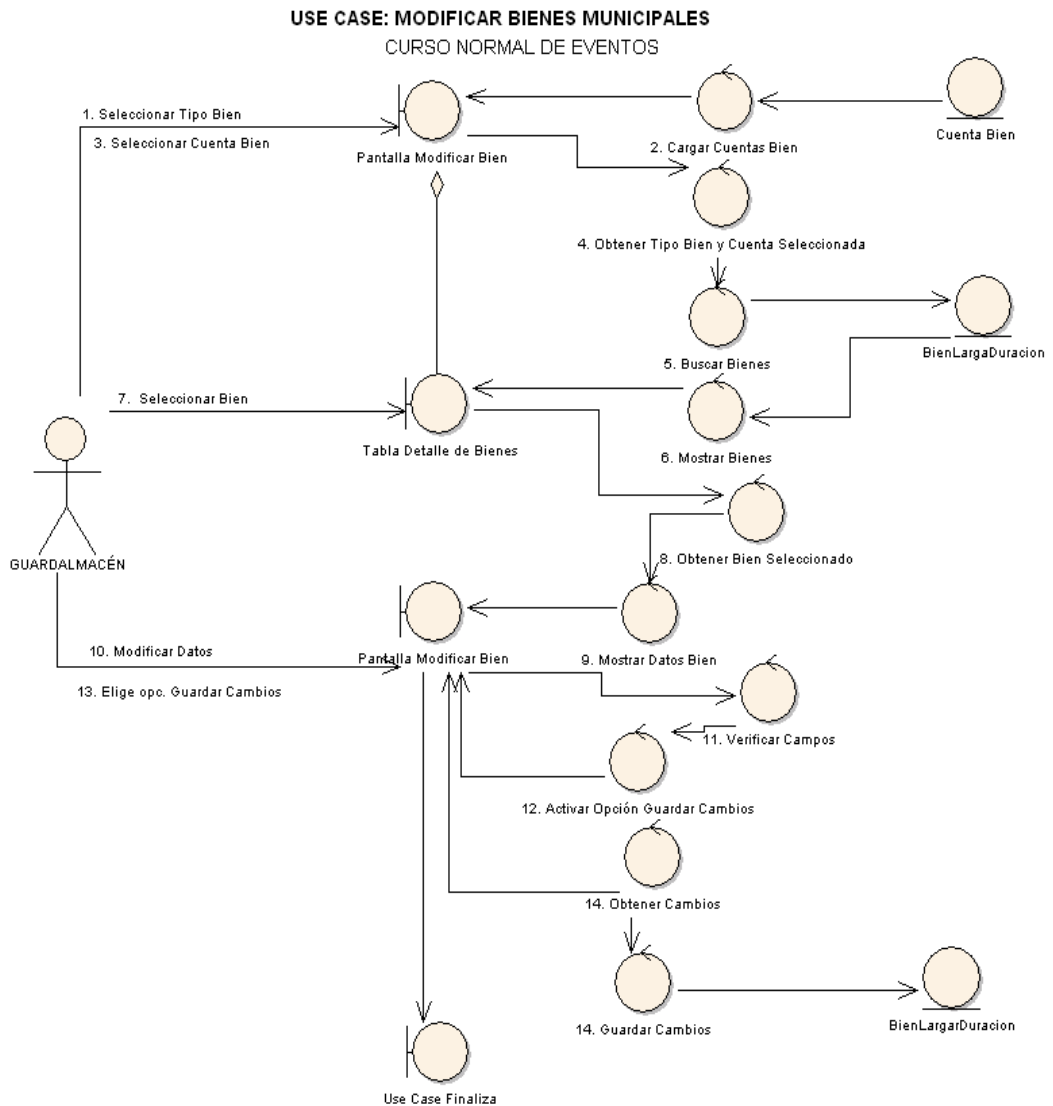 USE CASE: MODIFICAR BIENES MUNICIPALES
CURSO NORMAL DE EVENTOS
1. Seleccionar Tipo Bien
3. Seleccionar Cuenta Bien
Pantalla Modificar Bien
2. Cargar Cuentas Bien
Cuenta Bien
4. Obtener Tipo Bien y Cuenta Seleccionada
5. Buscar Bienes
BienLargaDuracion
7. Seleccionar Bien
Tabla Detalle de Bienes
6. Mostrar Bienes
8. Obtener Bien Seleccionado
GUARDALMACÉN
10. Modificar Datos
13. Elige opc. Guardar Cambios
Pantalla Modificar Bien
9. Mostrar Datos Bien
11. Verificar Campos
12. Activar Opción Guardar Cambios
14. Obtener Cambios
14. Guardar Cambios
BienLargarDuracion
Use Case Finaliza